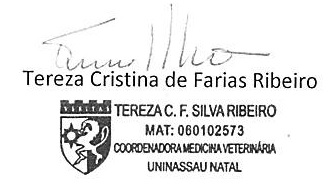 Tereza Cristina de Farias Ribeiro
TEREZA C. F. SILVA RIBEIRO
MAT: 060102573
COORDENADORA MEDICINA VETERINÁRIA
UNINASSAU NATAL